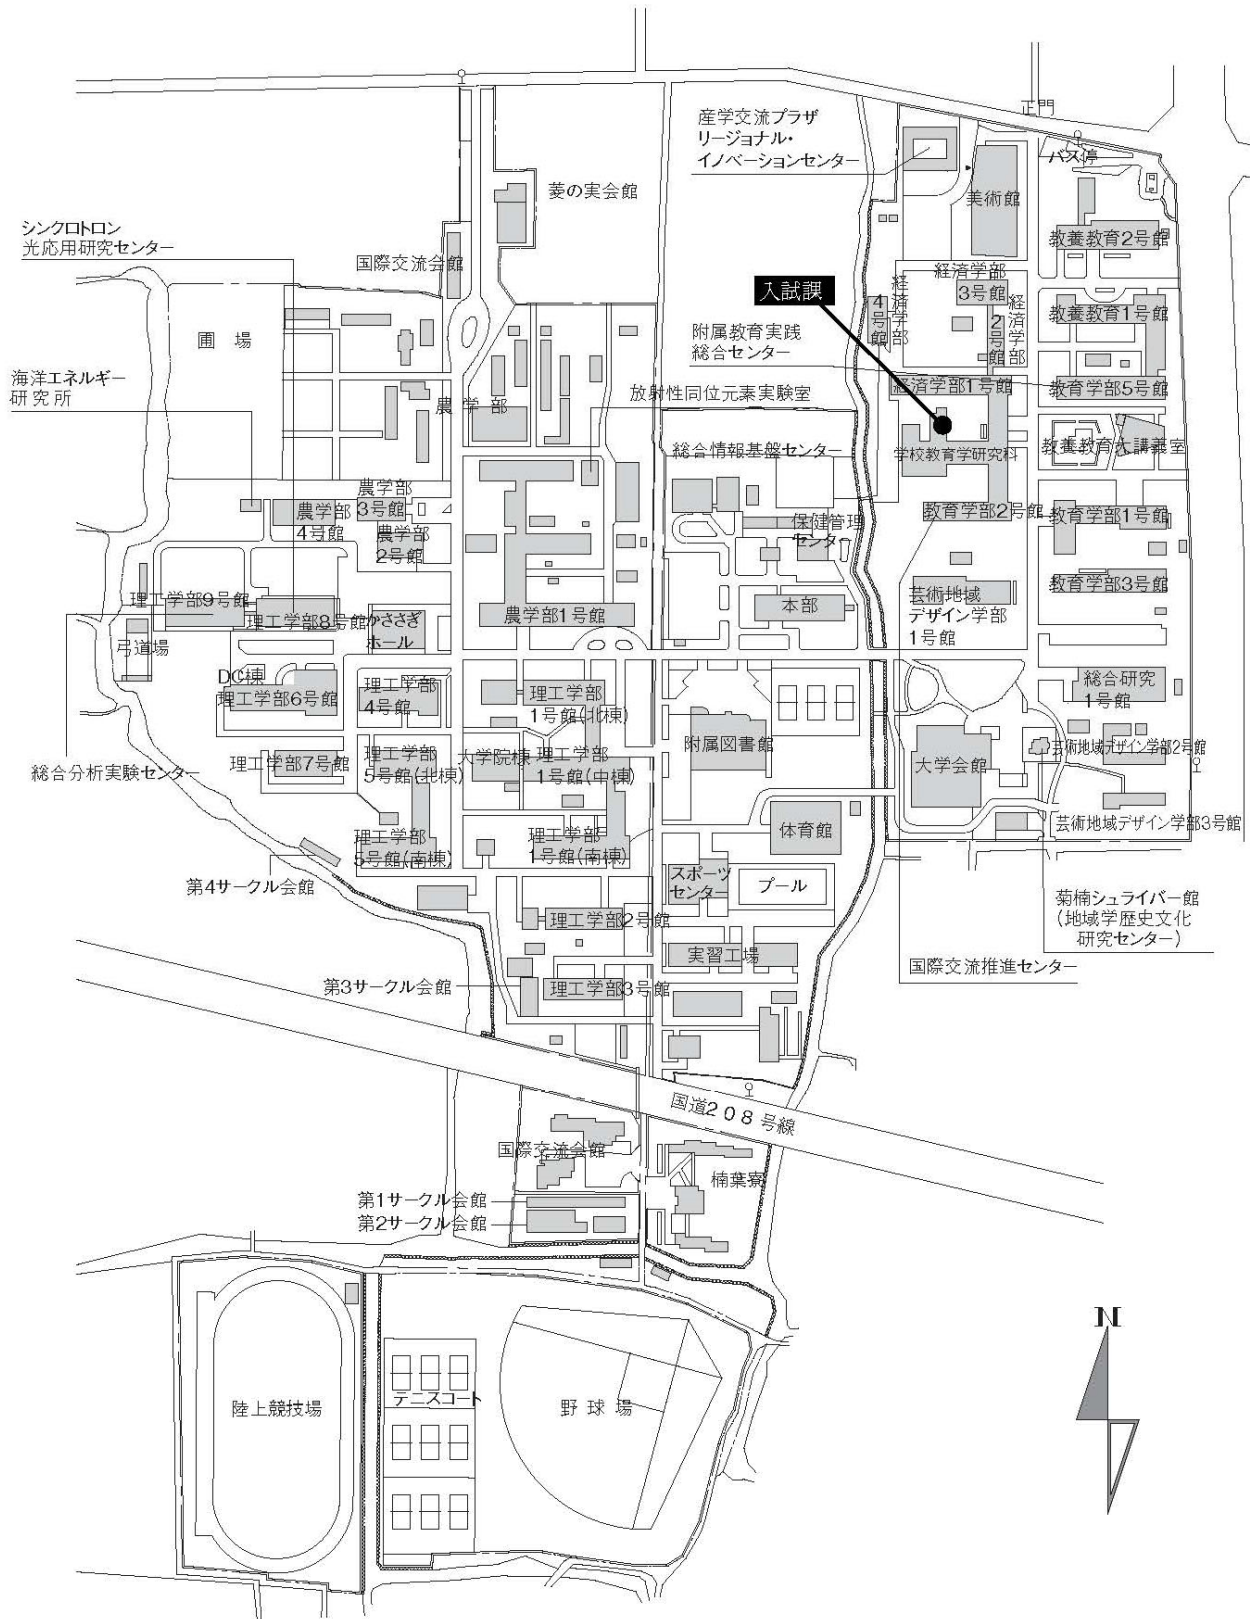 正門
産学交流プラザ
リージョナル・
イノベーションセンター
バス停
菱の実会館
美術館
シンクロトロン
光応用研究センター
教養教育2号館
国際交流会館
経済学部
3号館
入試課
経済学部
4号館
経済学部
2号館
教養教育1号館
圃 場
附属教育実践
総合センター
海洋エネルギー
研究所
経済学部1号館
教育学部5号館
放射性同位元素実験室
農 学 部
総合情報基盤センター
学校教育学研究科
教養教育大講義室
農学部
3号館
農学部
4号館
農学部
2号館
保健管理
センター
教育学部2号館
教育学部1号館
教育学部3号館
理工学部9号館
理工学部8号館
かささぎ
ホール
農学部1号館
本部
芸術地域
デザイン学部
1号館
弓道場
DC棟
理工学部6号館
理工学部
4号館
理工学部
1号館(北棟)
総合研究
1号館
附属図書館
大学会館
芸術地域デザイン学部2号館
総合分析実験センター
理工学部7号館
理工学部
5号館(北棟)
大学院棟
理工学部
1号館(中棟)
理工学部
5号館(南棟)
理工学部
1号館(南棟)
体育館
芸術地域デザイン学部3号館
第4サークル会館
スポーツ
センター
プール
菊楠シュライバー館
(地域学歴史文化
研究センター)
理工学部2号館
実習工場
国際交流推進センター
第3サークル会館
理工学部3号館
国道208号線
国際交流会館
楠葉寮
第1サークル会館
第2サークル会館
N
陸上競技場
テニスコート
野 球 場